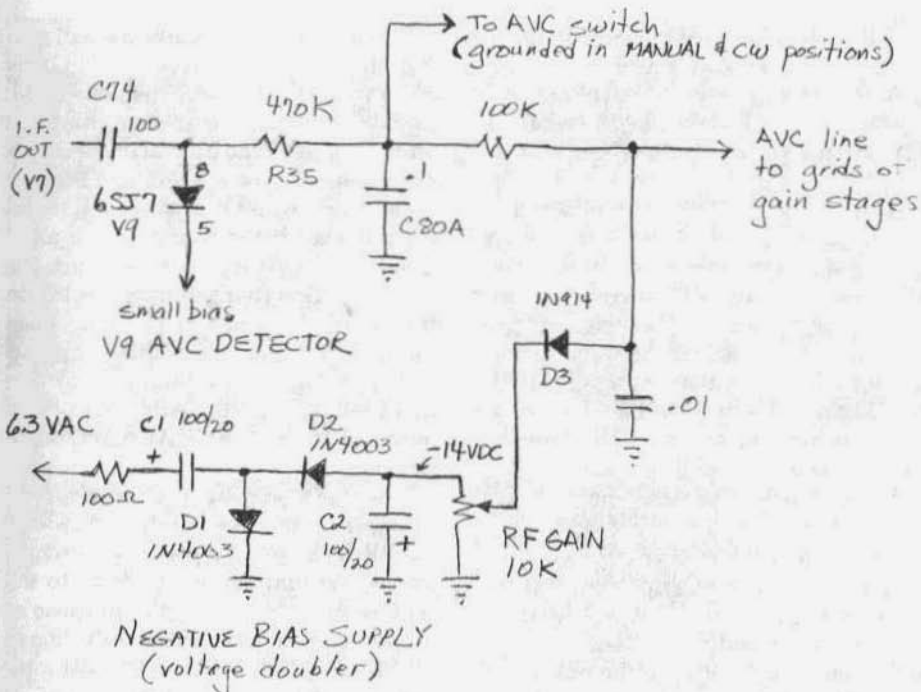 To AVC switch
(grounded in MANUAL & CW positions)
C74
100
470K
100K
I.F.
OUT
(V7)
8
R35
.1
AVC line
to grids of
gain stages
6SJ7
V9
5
C80A
small bias
V9 AVC DETECTOR
1N914
D3
.01
6.3 VAC
C1
100/20
D2
1N4003
-14VDC
+
100Ω
D1
1N4003
C2
100/20
+
RF GAIN
10K
NEGATIVE BIAS SUPPLY
(voltage doubler)